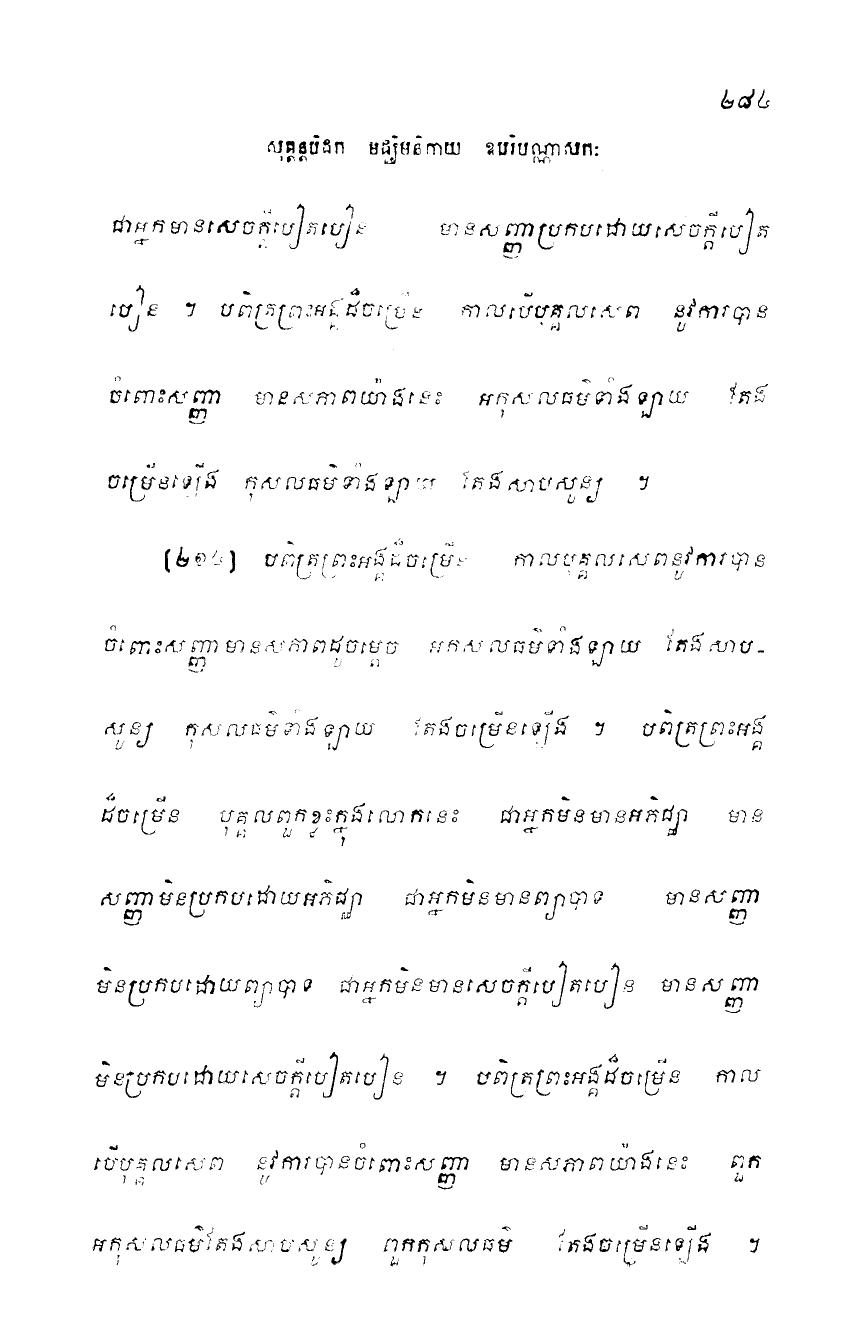 ២៨៤
សុត្តន្តបិដក មជ្ឈិមនិកាយ ឧបរិបណ្ណាសកៈ
ជាអ្នកមានសេចក្តីបៀតបៀន មានសញ្ញាប្រកបដោយសេចក្តីបៀត
បៀន ។ បពិត្រព្រះអង្គដ៏ចម្រើន កាលបើបុគ្គលសេព នូវការបាន
ចំពោះសញ្ញា មានសភាពយ៉ាងនេះ អកុសលធម៌ទាំងឡាយ តែង
ចម្រើនឡើង កុសលធម៌ទាំងឡាយ តែងសាបសូន្យ ។
(២១៤) បពិត្រព្រះអង្គដ៏ចម្រើន កាលបុគ្គលសេពនូវការបាន
ចំពោះសញ្ញាមានសភាពដូចម្តេច អកុសលធម៌ទាំងឡាយ តែងសាប-
សូន្យ កុសលធម៌ទាំងឡាយ តែងចម្រើនឡើង ។ បពិត្រព្រះអង្គ
ដ៏ចម្រើន បុគ្គលពួកខ្លះក្នុងលោកនេះ ជាអ្នកមិនមានអភិជ្ឈា មាន
សញ្ញាមិនប្រកបដោយអភិជ្ឈា ជាអ្នកមិនមានព្យាបាទ មានសញ្ញា
មិនប្រកបដោយព្យាបាទ ជាអ្នកមិនមានសេចក្តីបៀតបៀន មានសញ្ញា
មិនប្រកបដោយសេចក្តីបៀតបៀន ។ បពិត្រព្រះអង្គដ៏ចម្រើន កាល
បើបុគ្គលសេព នូវការបានចំពោះសញ្ញា មានសភាពយ៉ាងនេះ ពួក
អកុសលធម៌តែងសាបសូន្យ ពួកកុសលធម៌ តែងចម្រើនឡើង ។